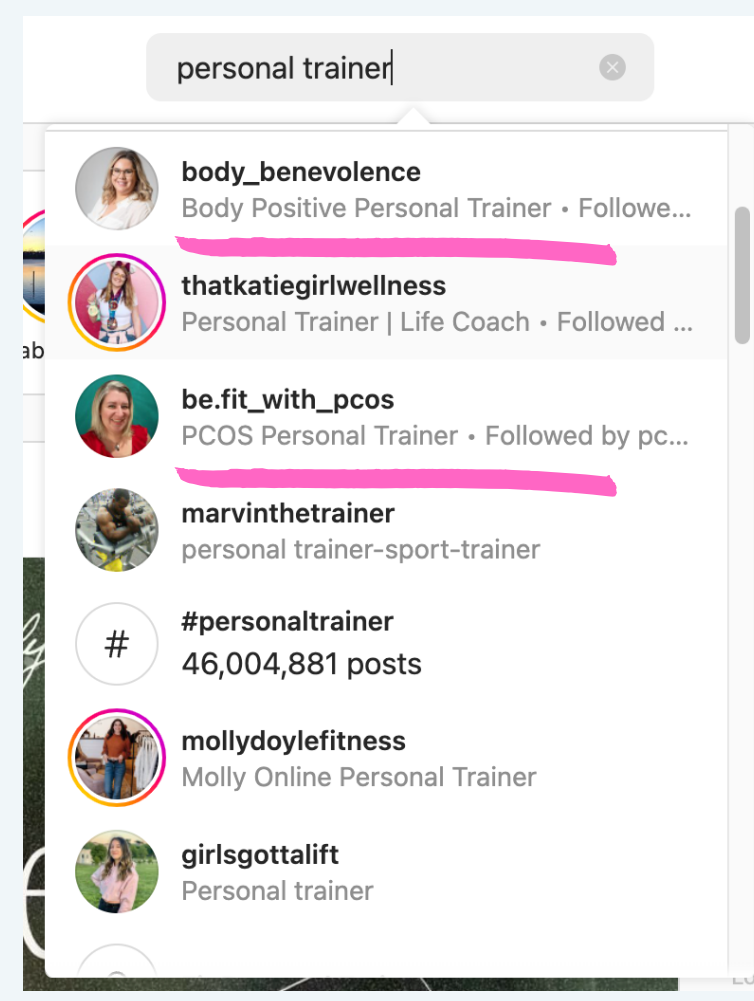 personal trainer
body_benevolence
Body Positive Personal Trainer • Followe...
thatkatiegirlwellness
Personal Trainer | Life Coach • Followed ...
ab
be.fit_with_pcos
PCOS Personal Trainer • Followed by pc...
marvinthetrainer
personal trainer-sport-trainer
#
#personaltrainer
46,004,881 posts
mollydoylefitness
Molly Online Personal Trainer
girlsgottalift
Personal trainer